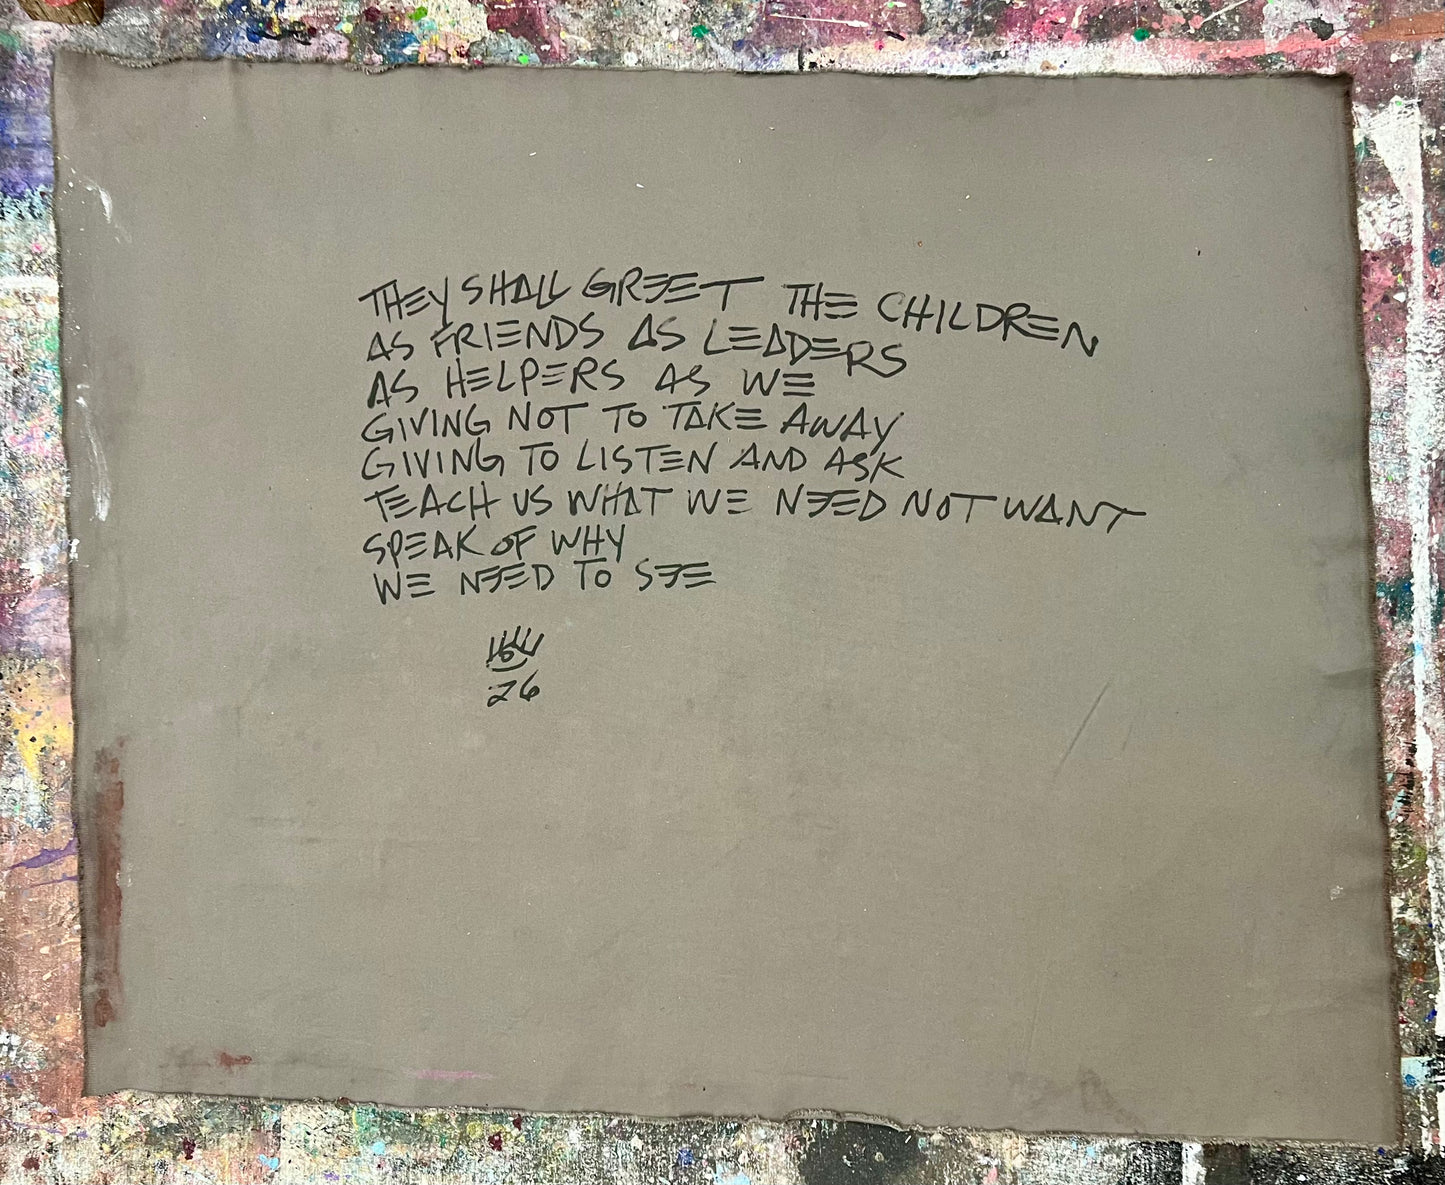 THEY SHALL GREET THE CHILDREN
AS FRIENDS AS LEADERS
AS HELPERS AS WE
GIVING NOT TO TAKE AWAY
GIVING TO LISTEN AND ASK
TEACH US WHAT WE NEED NOT WANT
SPEAK OF WHY
WE NEED TO SEE
26